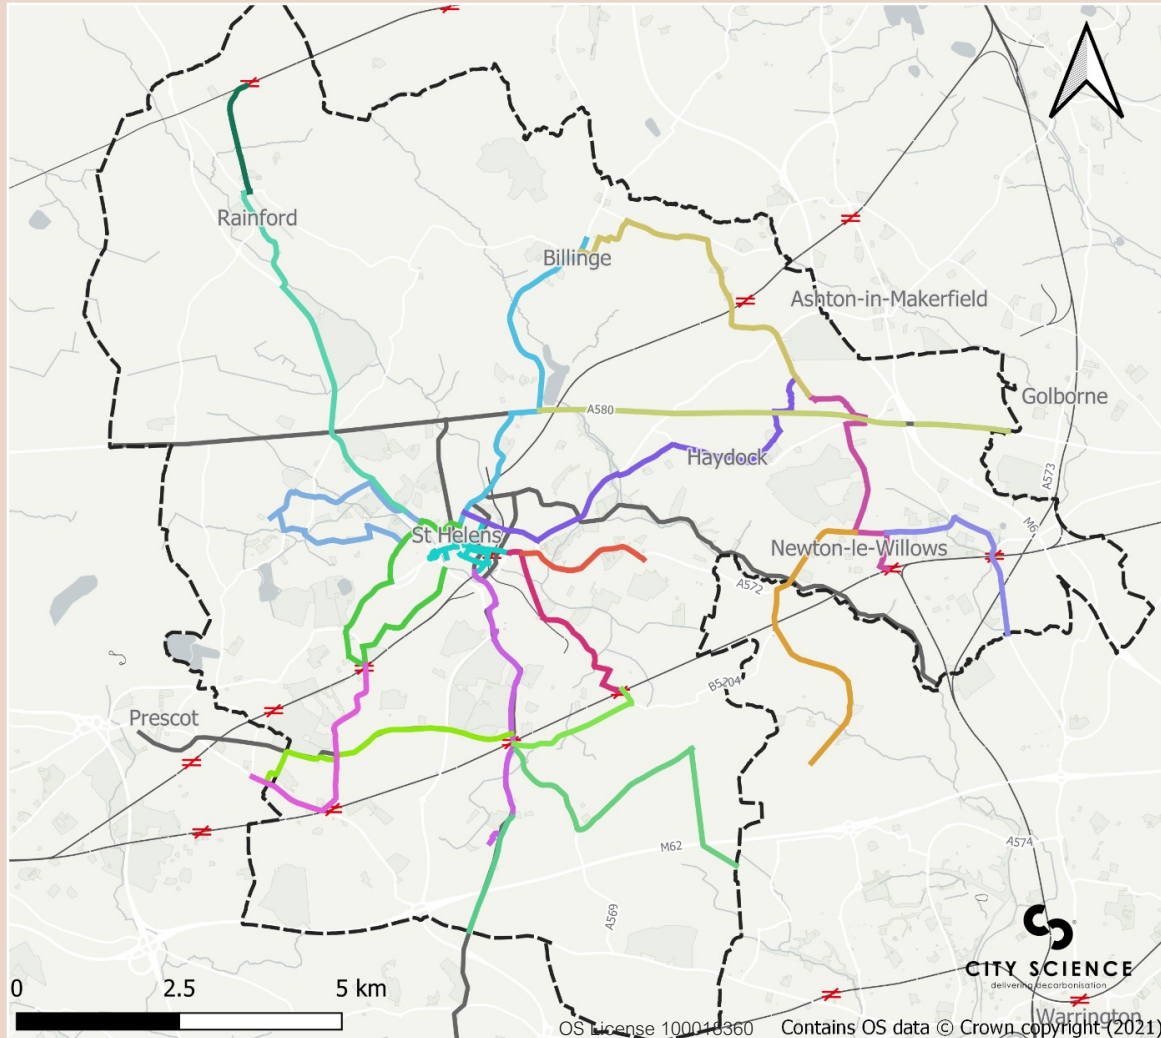 Rainford
Billinge
Ashton-in-Makerfield
Golborne
A580
Haydock
A573
M6
St Helens
Newton-le-Willows
A572
Prescot
M62
A574
A569
CITY SCIENCE
delivering decarbonisation
0 2.5 5 km
Warrington
OS License 100018360 Contains OS data © Crown copyright (2021)